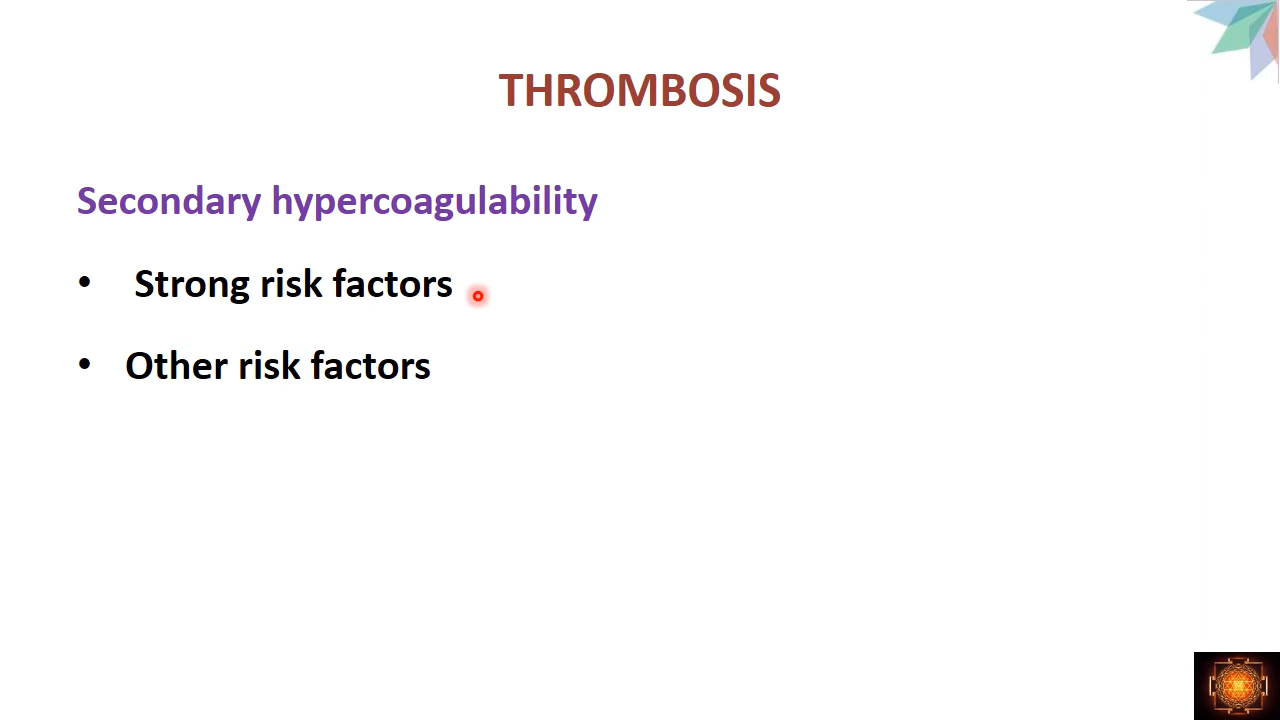 THROMBOSIS
Secondary hypercoagulability
• Strong risk factors
• Other risk factors